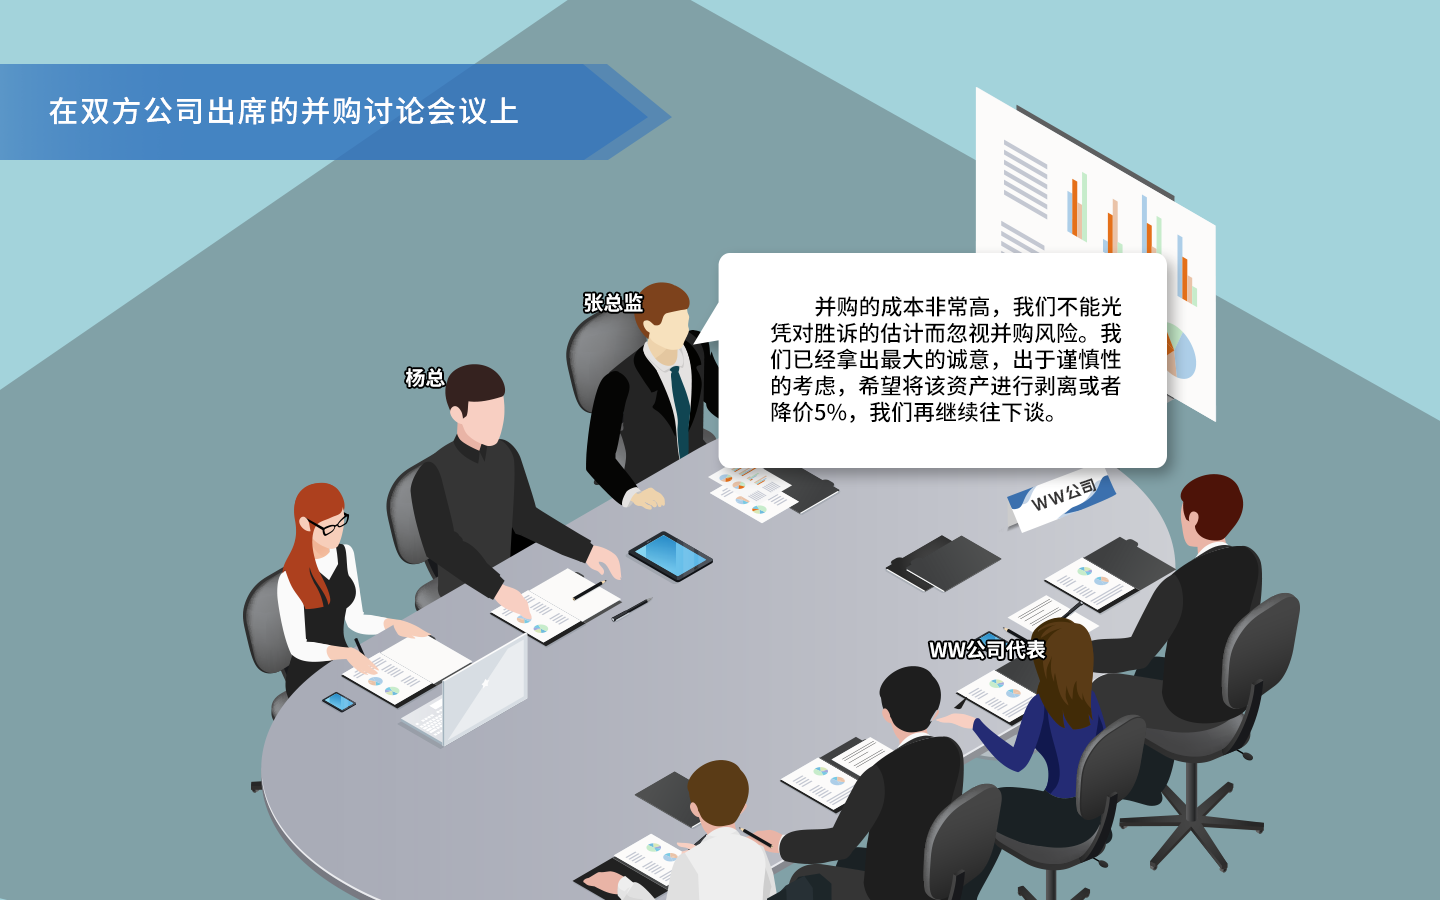 在双方公司出席的并购讨论会议上
张总监
并购的成本非常高，我们不能光
凭对胜诉的估计而忽视并购风险。我
们已经拿出最大的诚意，出于谨慎性
的考虑，希望将该资产进行剥离或者
降价5%，我们再继续往下谈。
杨总
WW公司
WW公司代表